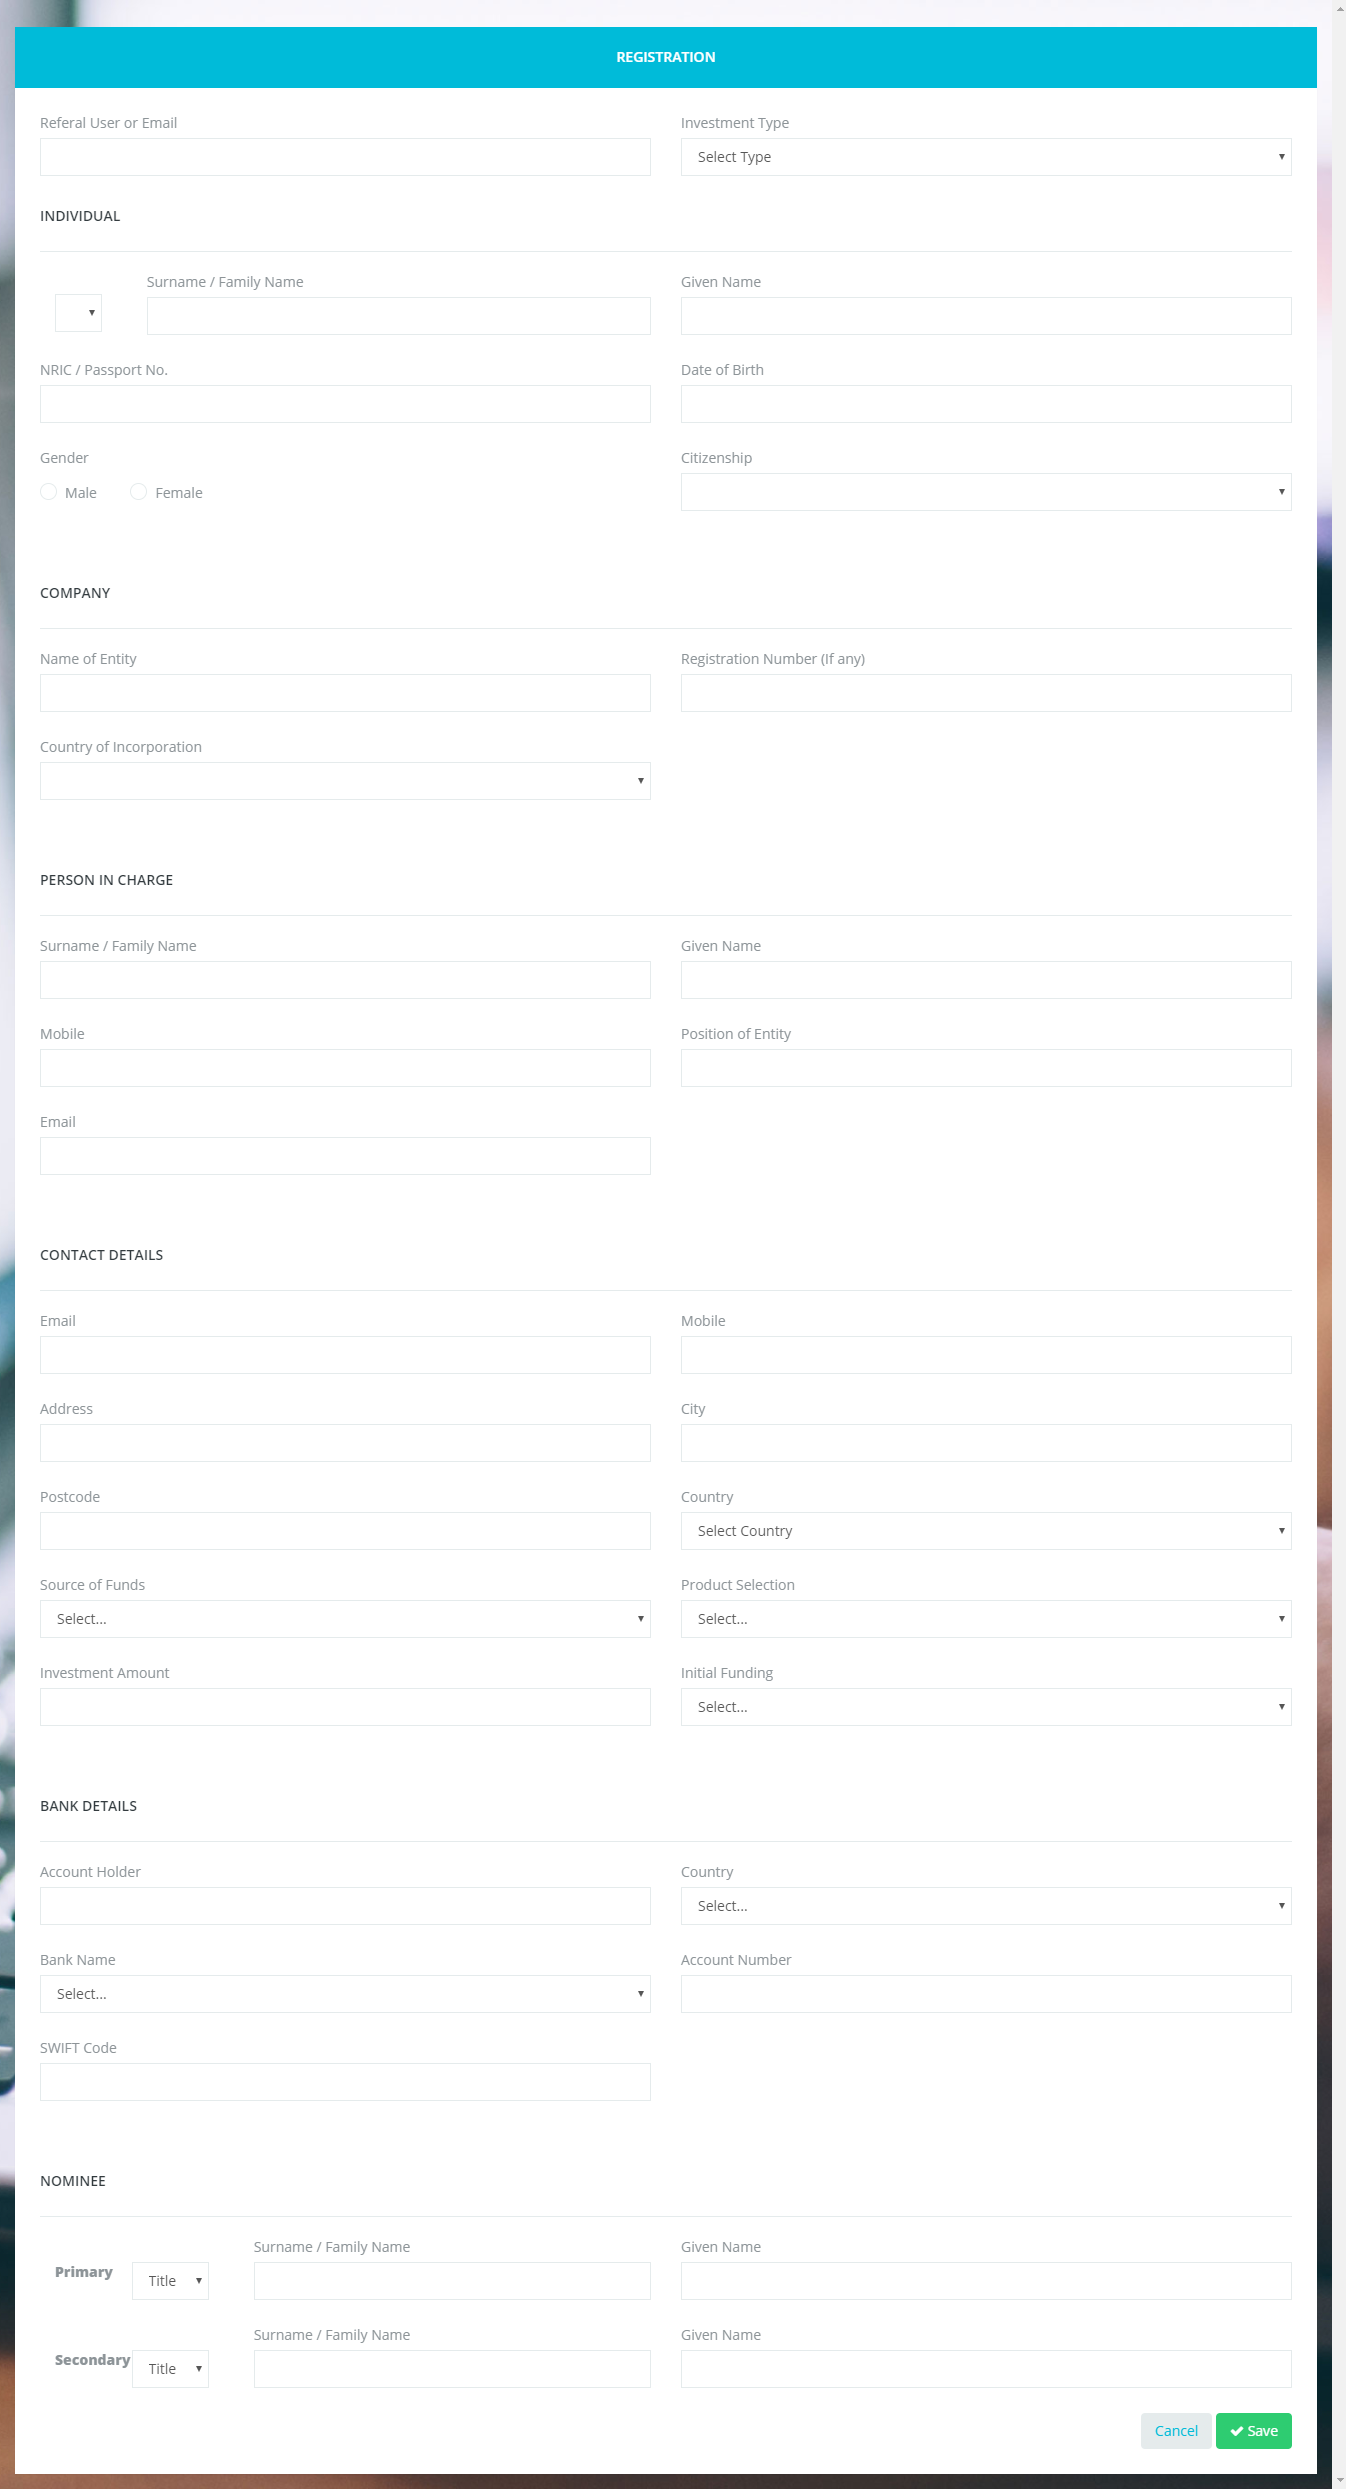 REGISTRATION
Referal User or Email
Investment Type
Select Type
INDIVIDUAL
Surname / Family Name
Given Name
NRIC / Passport No.
Date of Birth
Gender
Citizenship
Male
Female
COMPANY
Name of Entity
Registration Number (If any)
Country of Incorporation
PERSON IN CHARGE
Surname / Family Name
Given Name
Mobile
Position of Entity
Email
CONTACT DETAILS
Email
Mobile
Address
City
Postcode
Country
Select Country
Source of Funds
Product Selection
Select...
Select...
Investment Amount
Initial Funding
Select...
BANK DETAILS
Account Holder
Country
Select...
Bank Name
Account Number
Select...
SWIFT Code
NOMINEE
Surname / Family Name
Given Name
Primary
Title
Surname / Family Name
Given Name
Secondary
Title
Cancel
Save